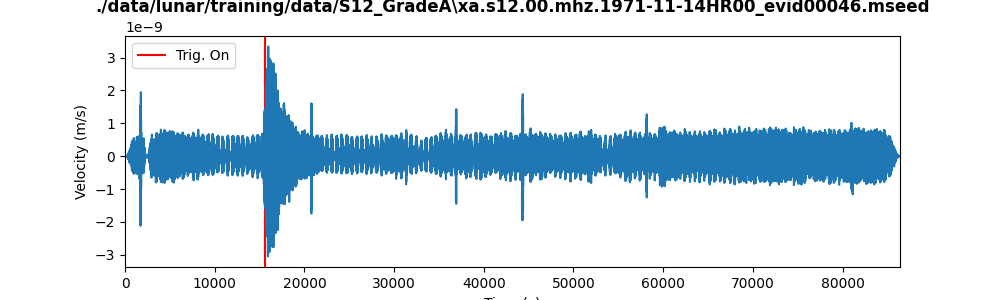 ./data/lunar/training/data/S12_GradeA\xa.s12.00.mhz.1971-11-14HR00_evid00046.mseed
1e−9
Trig. On
3
2
1
0
−1
−2
−3
Velocity (m/s)
0 10000 20000 30000 40000 50000 60000 70000 80000